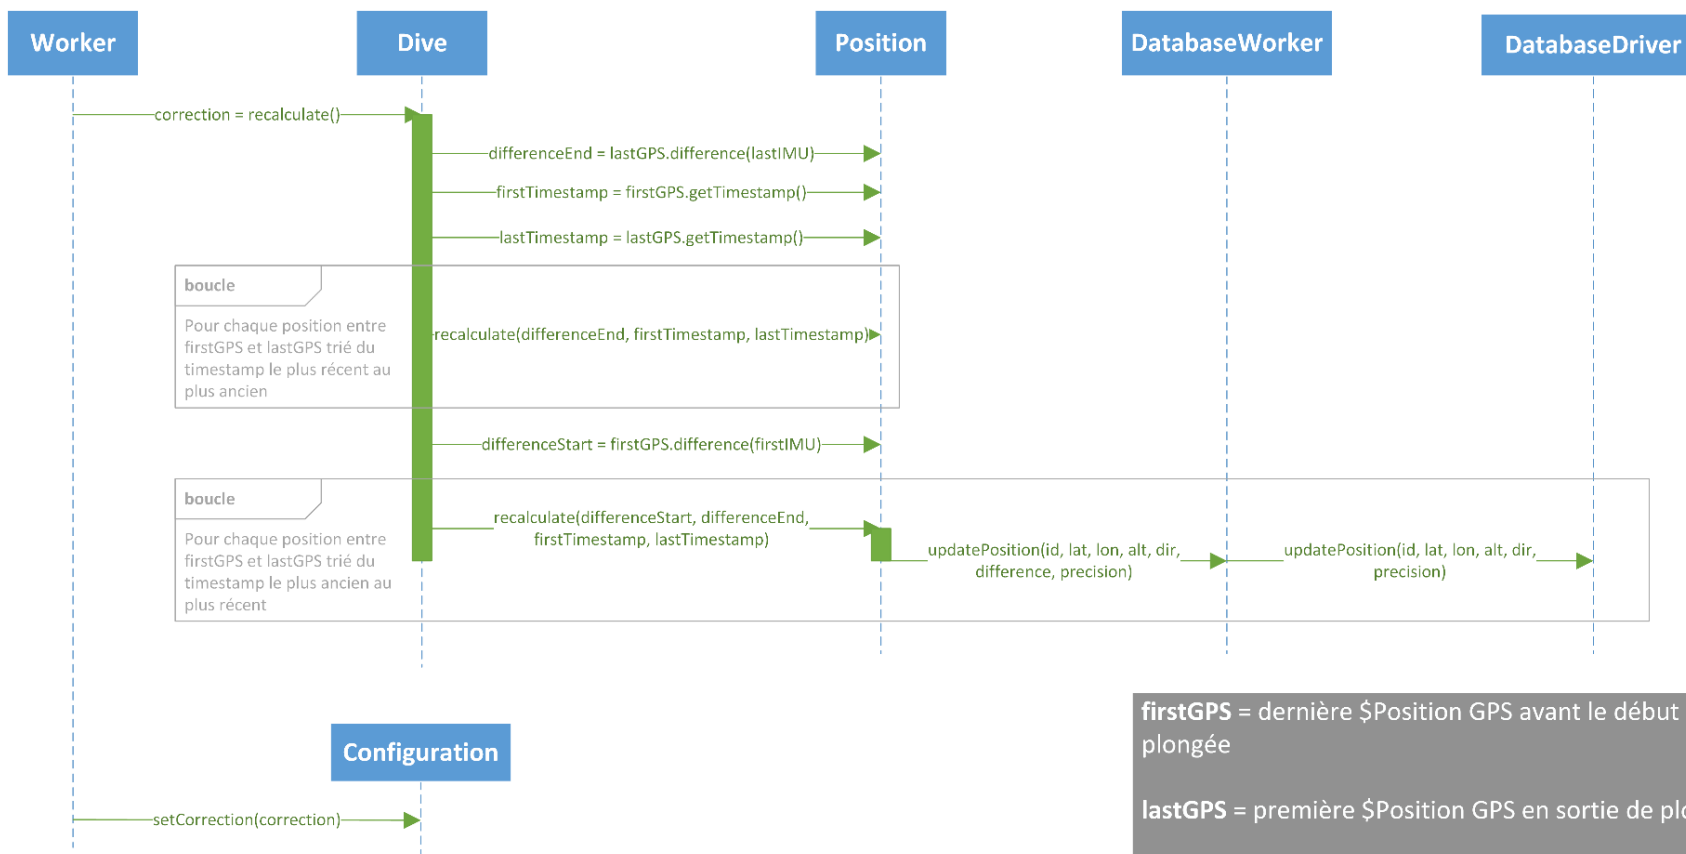 Worker
Dive
Position
DatabaseWorker
DatabaseDriver
correction = recalculate()
differenceEnd = lastGPS.difference(lastIMU)
firstTimestamp = firstGPS.getTimestamp()
lastTimestamp = lastGPS.getTimestamp()
boucle
Pour chaque position entre
firstGPS et lastGPS trié du
timestamp le plus récent au
plus ancien
recalculate(differenceEnd, firstTimestamp, lastTimestamp)
differenceStart = firstGPS.difference(firstIMU)
boucle
Pour chaque position entre
firstGPS et lastGPS trié du
timestamp le plus ancien au
plus récent
recalculate(differenceStart, differenceEnd,
firstTimestamp, lastTimestamp)
updatePosition(id, lat, lon, alt, dir,
difference, precision)
updatePosition(id, lat, lon, alt, dir,
precision)
firstGPS = dernière $Position GPS avant le début
plongée
lastGPS = première $Position GPS en sortie de plo
Configuration
setCorrection(correction)